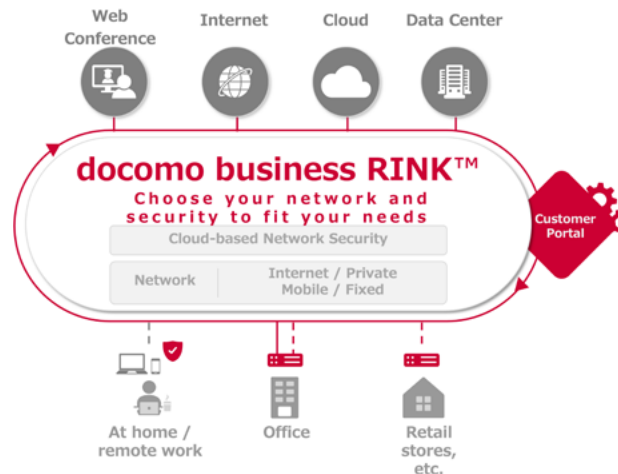 Web
Conference
Internet
Cloud
Data Center
docomo business RINK™
Choose your network and
security to fit your needs
Customer
Portal
Cloud-based Network Security
Network
Internet / Private
Mobile / Fixed
At home /
remote work
Office
Retail
stores,
etc.